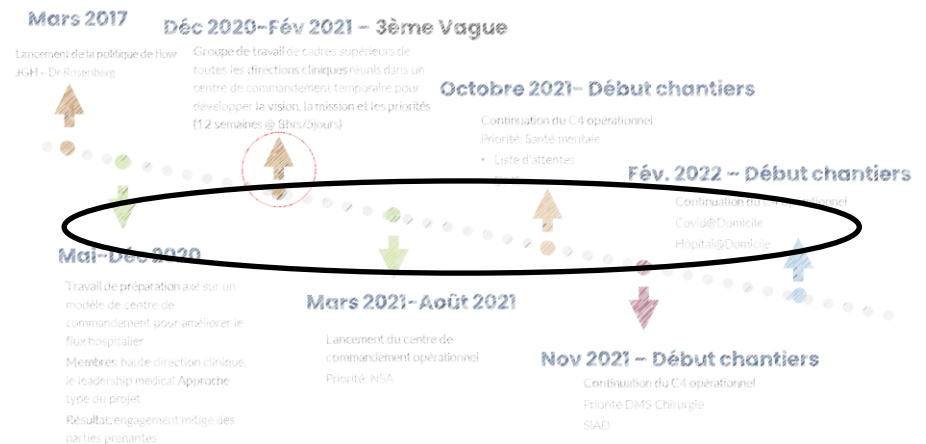 Mars 2017
Lancement de la politique de flow
JGH - Dr Rosenberg
Déc 2020-Fév 2021 - 3ème Vague
Groupe de travail de cadres supérieurs de
toutes les directions cliniques réunis dans un
centre de commandement temporaire pour
développer la vision, la mission et les priorités
(12 semaines @ 8hrs/5jours)
Octobre 2021- Début chantiers
Continuation du C4 opérationnel
Priorité: Santé mentale
• Liste d'attentes
Fév. 2022 - Début chantiers
Continuation du C4 opérationnel
Covid@Domicile
Hôpital@Domicile
Mai-Déc 2020
Travail de préparation axé sur un
modèle de centre de
commandement pour améliorer le
flux hospitalier
Membres: haute direction clinique,
le leadership médical Approche
type du projet
Résultat: engagement mitigé des
parties prenantes
Mars 2021-Août 2021
Lancement du centre de
commandement opérationnel
Priorité: NSA
Nov 2021 - Début chantiers
Continuation du C4 opérationnel
Priorité DMS Chirurgie
SIAD